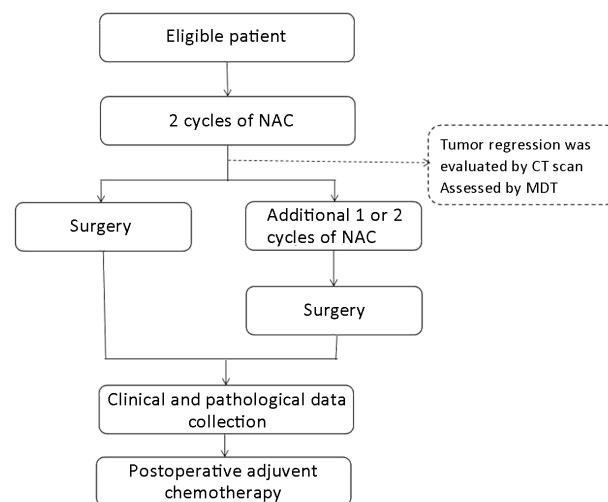 Eligible patient
2 cycles of NAC
Tumor regression was
evaluated by CT scan
Assessed by MDT
Surgery
Additional 1 or 2
cycles of NAC
Surgery
Clinical and pathological data
collection
Postoperative adjuvent
chemotherapy